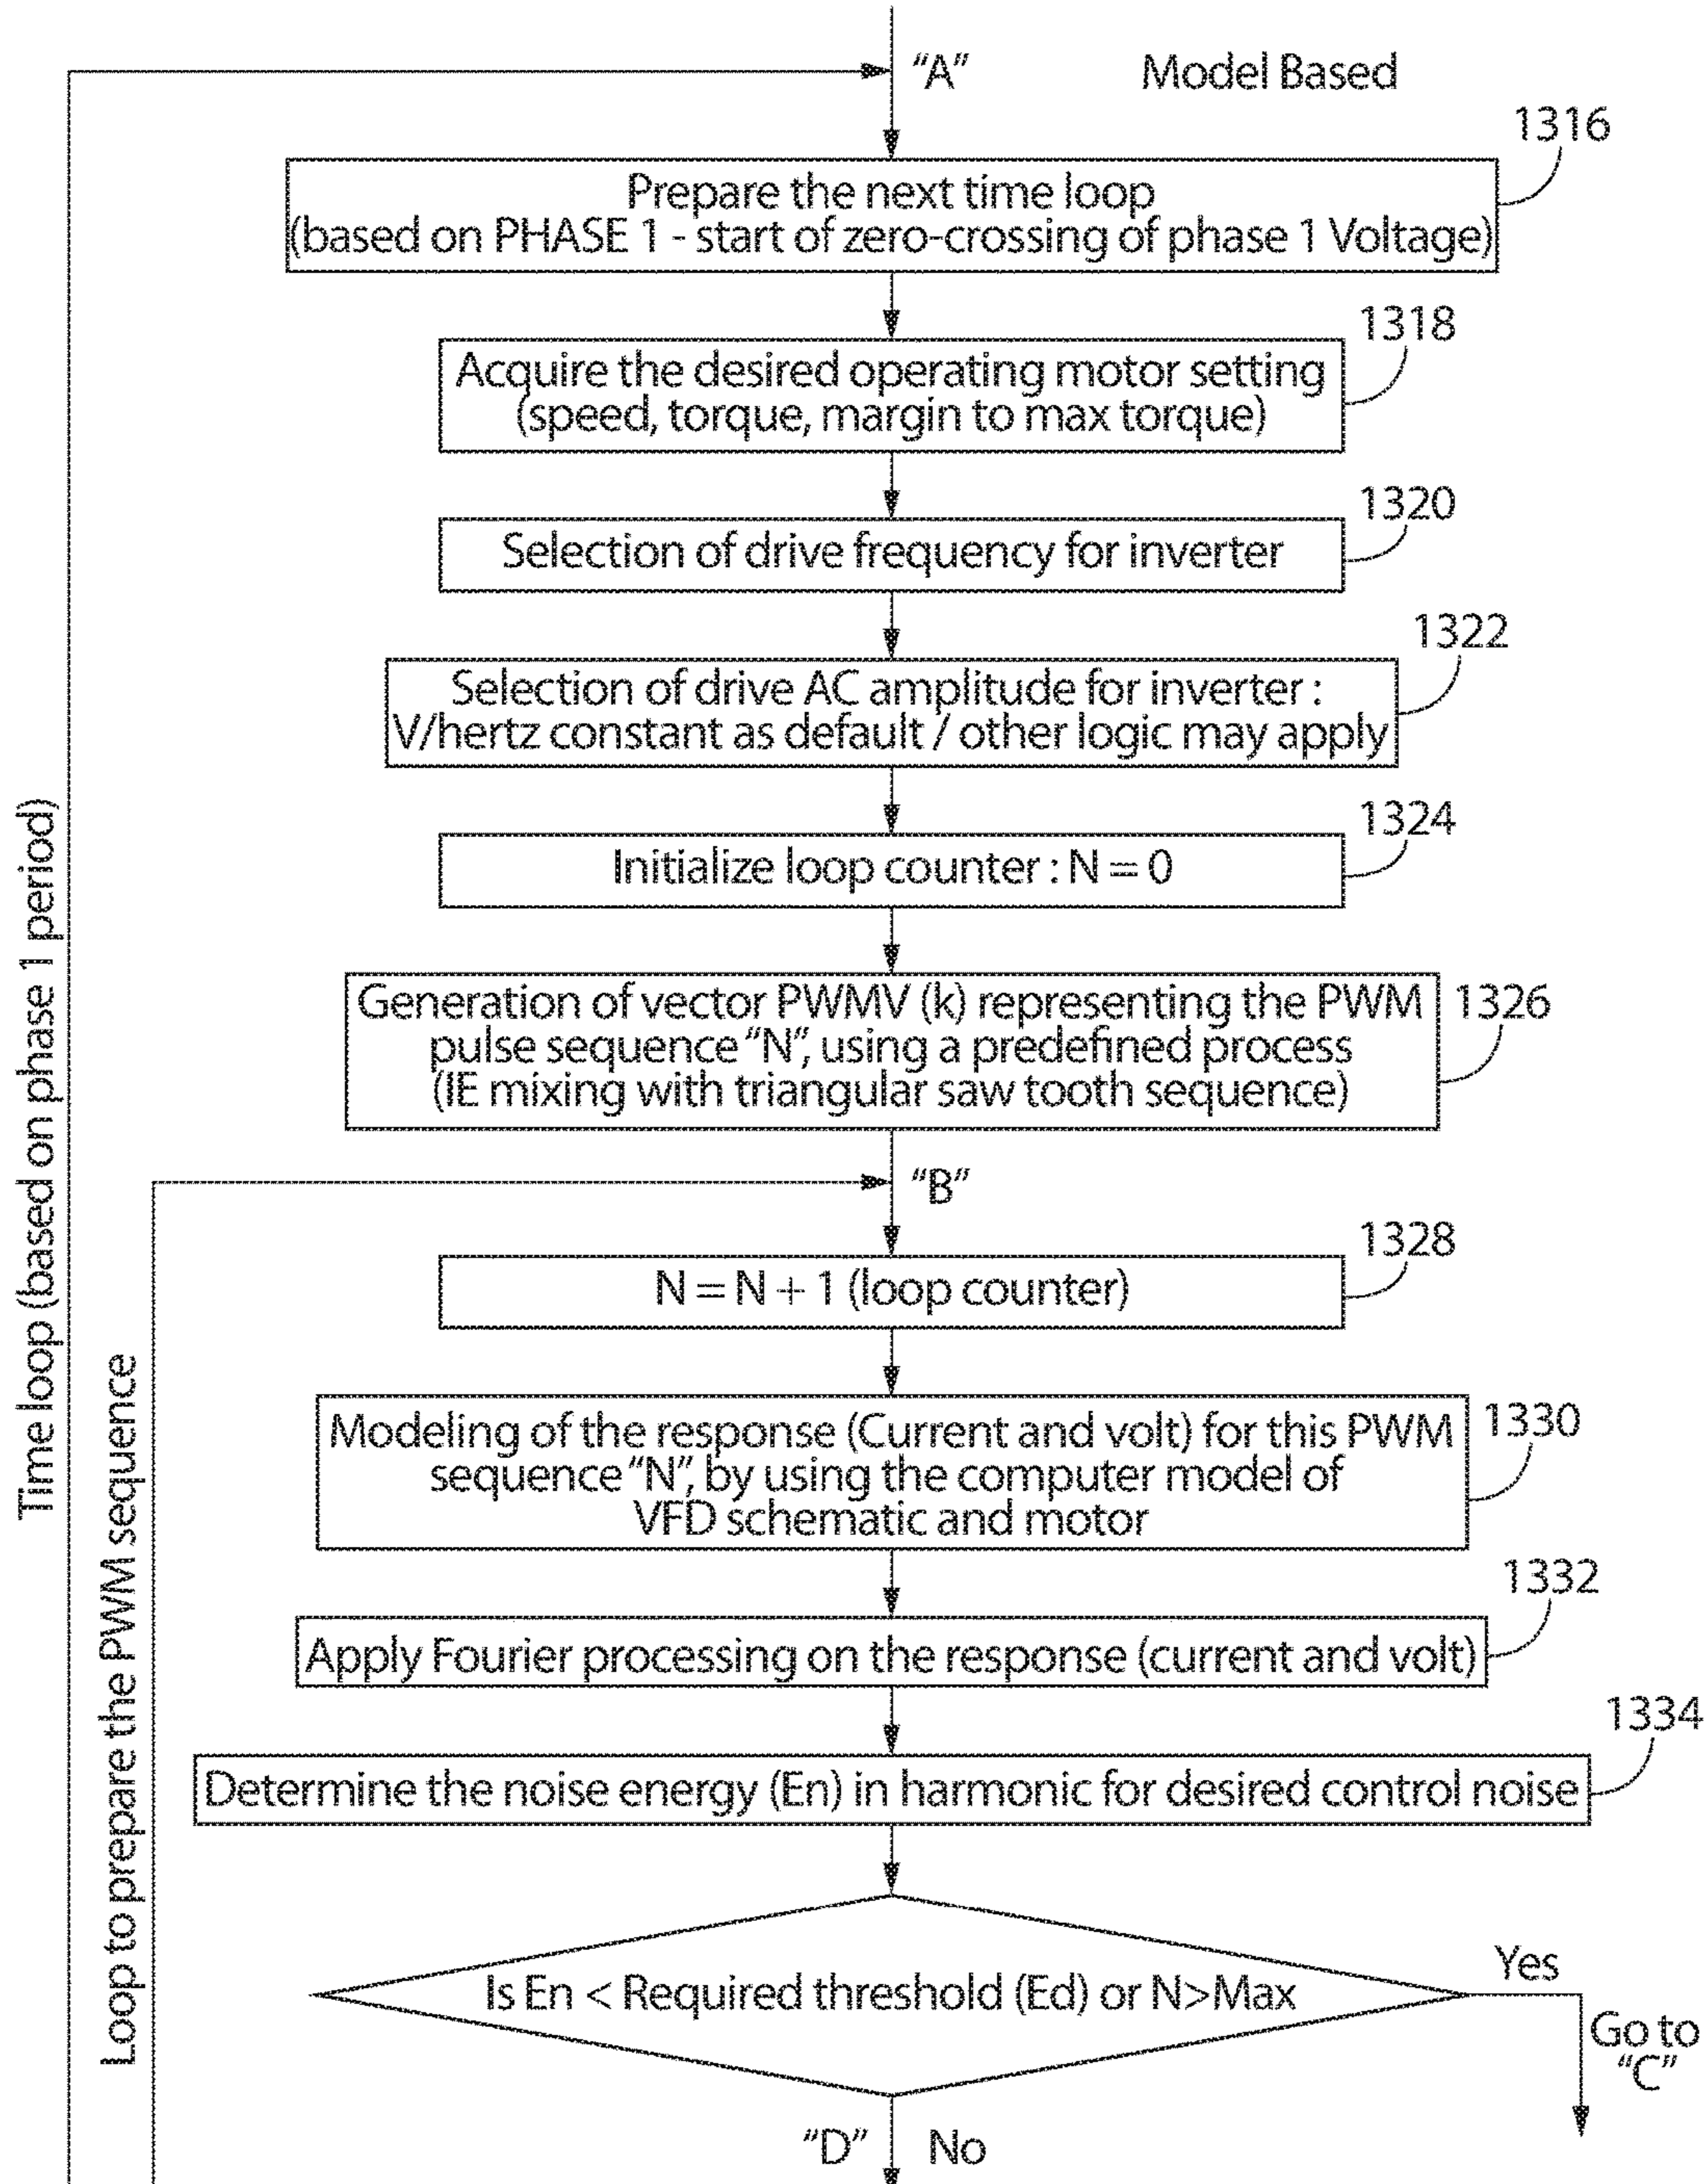 "A"
Model Based
1316
Prepare the next time loop
(based on PHASE 1 - start of zero-crossing of phase 1 Voltage)
1318
Acquire the desired operating motor setting
(speed, torque, margin to max torque)
1320
Selection of drive frequency for inverter
1322
Selection of drive AC amplitude for inverter :
V/hertz constant as default / other logic may apply
1324
Initialize loop counter : N = 0
1326
Generation of vector PWMV (k) representing the PWM
pulse sequence "N", using a predefined process
(IE mixing with triangular saw tooth sequence)
"B"
1328
N = N + 1 (loop counter)
1330
Modeling of the response (Current and volt) for this PWM
sequence "N", by using the computer model of
VFD schematic and motor
1332
Apply Fourier processing on the response (current and volt)
1334
Determine the noise energy (En) in harmonic for desired control noise
Is En < Required threshold (Ed) or N>Max
Yes
Go to
"C"
"D"
No
Time loop (based on phase 1 period)
Loop to prepare the PWM sequence